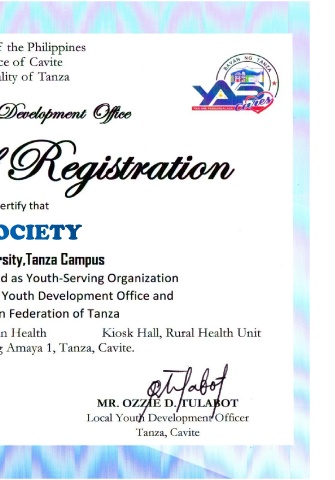 f the Philippines
ce of Cavite
ality of Tanza
BAYAN NG TANZA
YAP
Cares
Development Office
l Registration
ertify that
OCIETY
rsity,Tanza Campus
d as Youth-Serving Organization
Youth Development Office and
n Federation of Tanza
n Health Kiosk Hall, Rural Health Unit
g Amaya 1, Tanza, Cavite.
MR. OZZIE D. TULABOT
Local Youth Development Officer
Tanza, Cavite